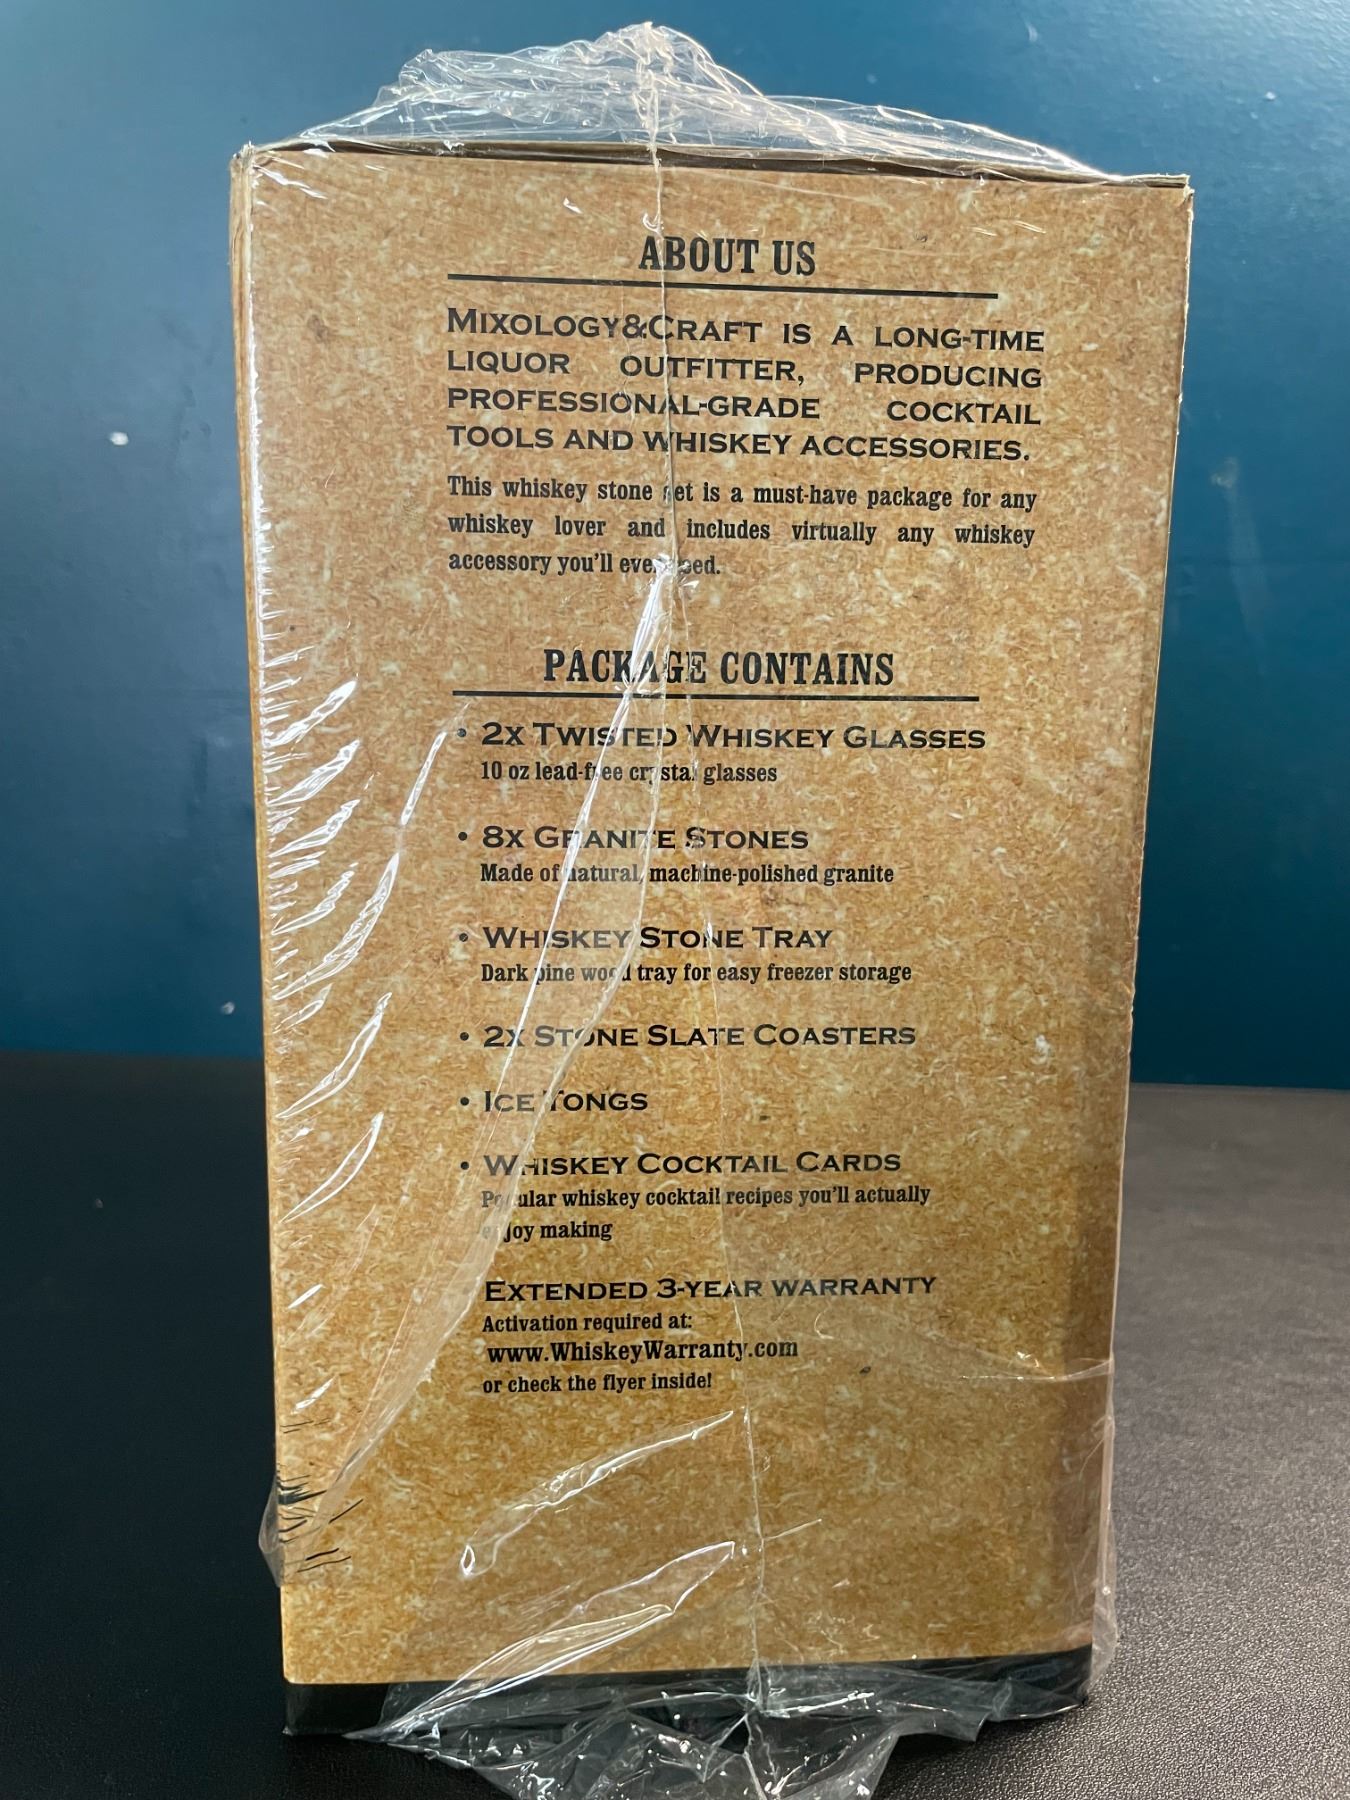 ABOUT US
MIXOLOGY&CRAFT IS A LONG-TIME
LIQUOR OUTFITTER, PRODUCING
PROFESSIONAL-GRADE COCKTAIL
TOOLS AND WHISKEY ACCESSORIES.
This whiskey stone set is a must-have package for any
whiskey lover and includes virtually any whiskey
accessory you'll ever need.
PACKAGE CONTAINS
• 2X TWISTED WHISKEY GLASSES
10 oz lead-free crystal glasses
• 8X GRANITE STONES
Made of natural, machine-polished granite
• WHISKEY STONE TRAY
Dark pine wood tray for easy freezer storage
• 2X STONE SLATE COASTERS
• ICE TONGS
• WHISKEY COCKTAIL CARDS
Popular whiskey cocktail recipes you'll actually
enjoy making
EXTENDED 3-YEAR WARRANTY
Activation required at:
www.WhiskeyWarranty.com
or check the flyer inside!